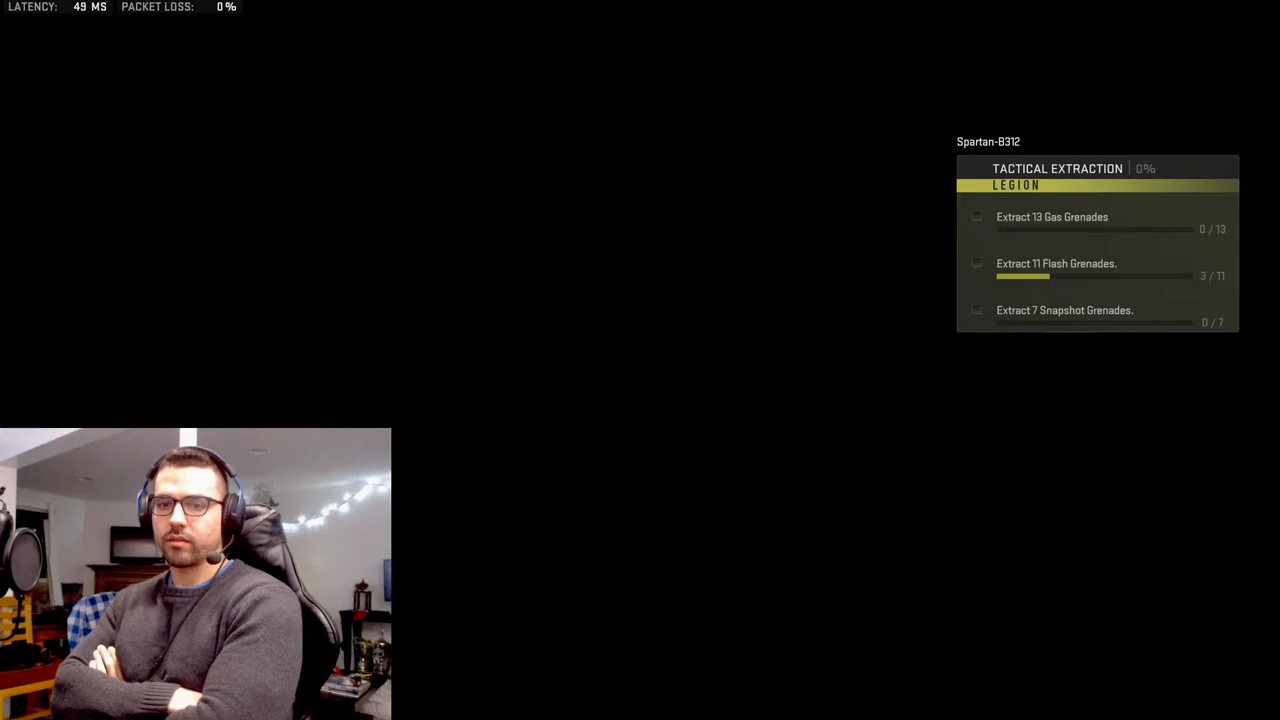 LATENCY: 49 MS PACKET LOSS: 0 %
Spartan-B312
TACTICAL EXTRACTION 0%
LEGION
Extract 13 Gas Grenades
0 / 13
Extract 11 Flash Grenades.
3 / 11
Extract 7 Snapshot Grenades.
0 / 7